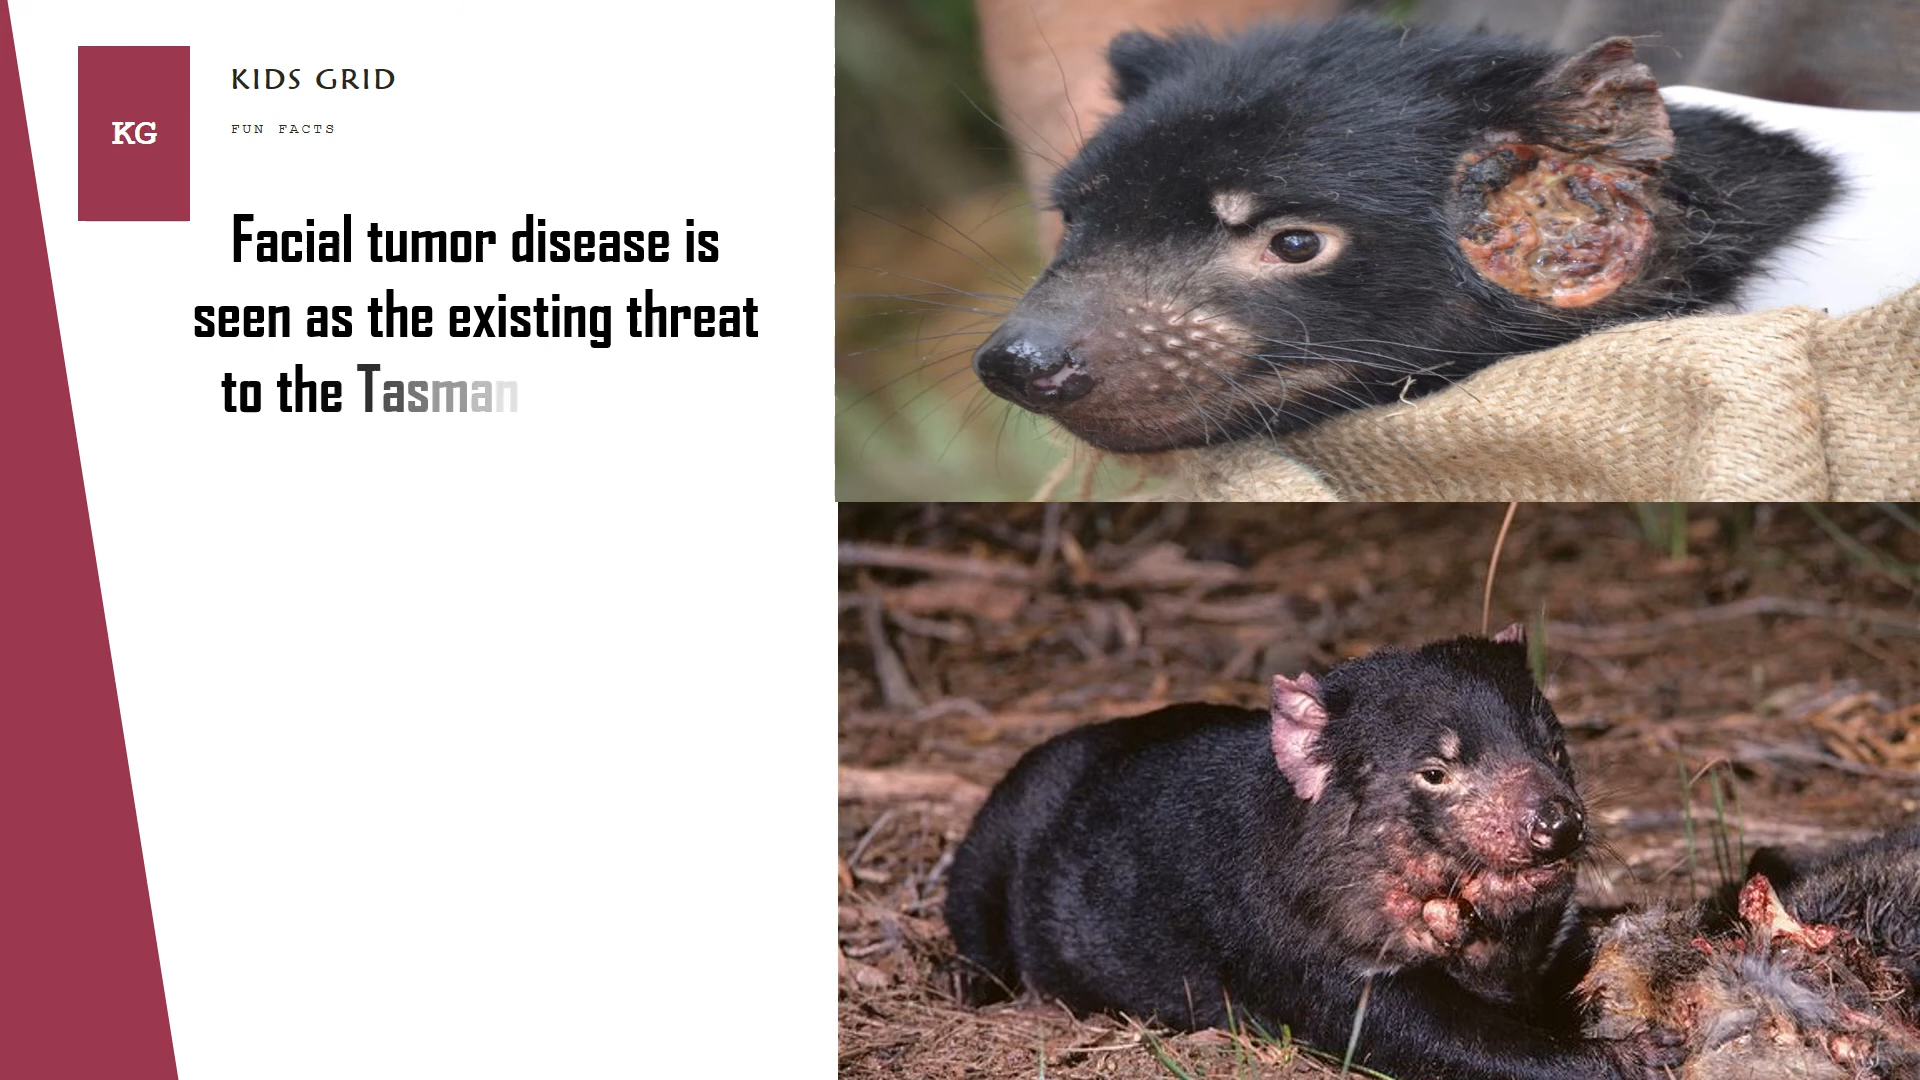 KG
KIDS GRID
FUN FACTS
Facial tumor disease is
seen as the existing threat
to the Tasman